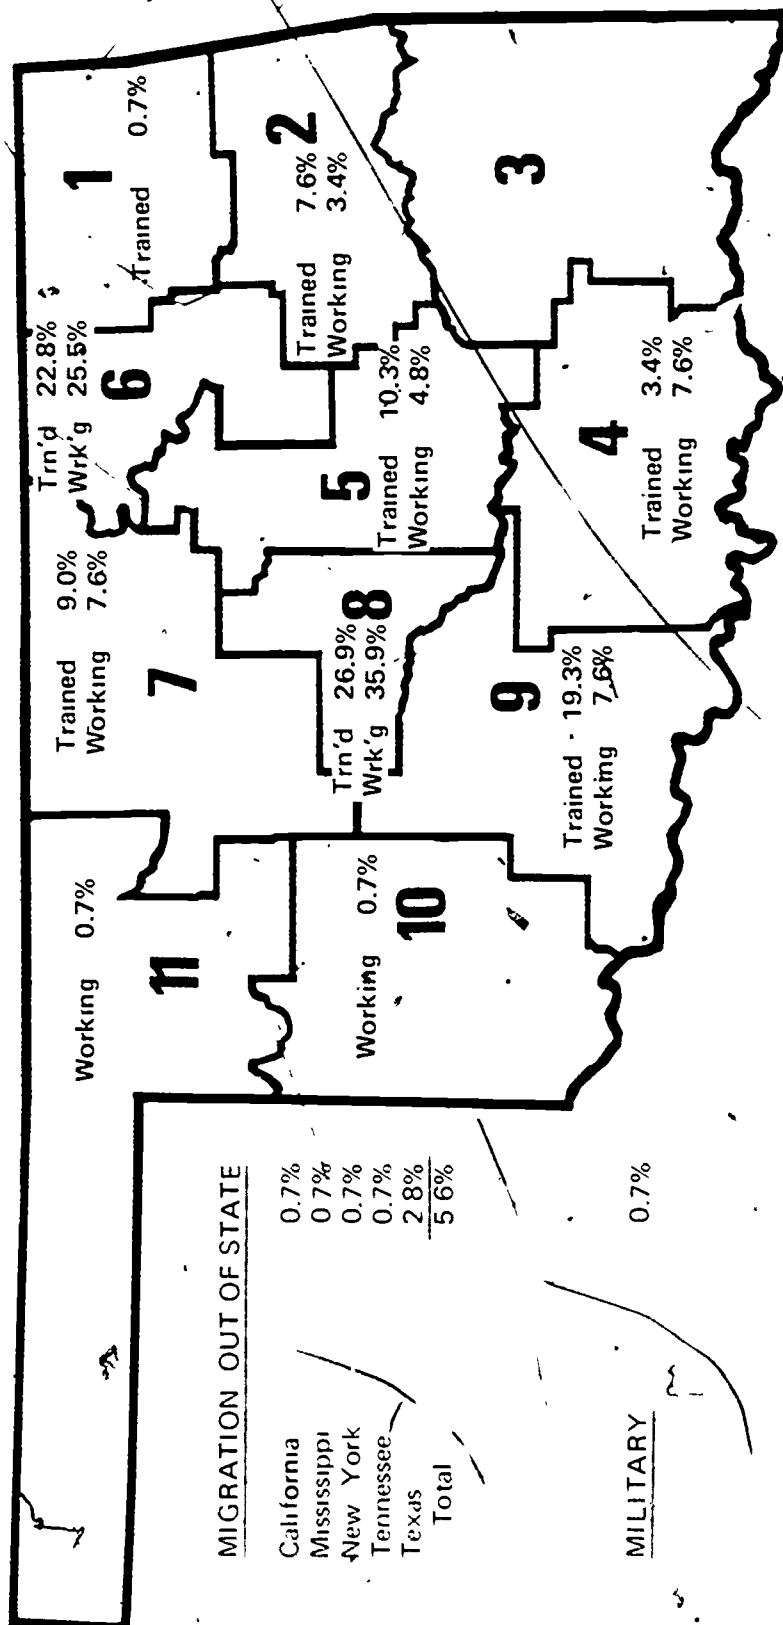 1
Trained 0.7%
2
Trained 7.6%
Working 3.4%
3
4
Trained 3.4%
Working 7.6%
5
Trained 10.3%
Working 4.8%
6
Trn'd 22.8%
Wrk'g 25.5%
7
Trained 9.0%
Working 7.6%
8
Trn'd 26.9%
Wrk'g 35.9%
9
Trained · 19.3%
Working 7.6%
10
Working 0.7%
11
Working 0.7%
MIGRATION OUT OF STATE
California 0.7%
Mississippi 0 7%
New York 0.7%
Tennessee 0.7%
Texas 2 8%
Total 5 6%
MILITARY 0.7%